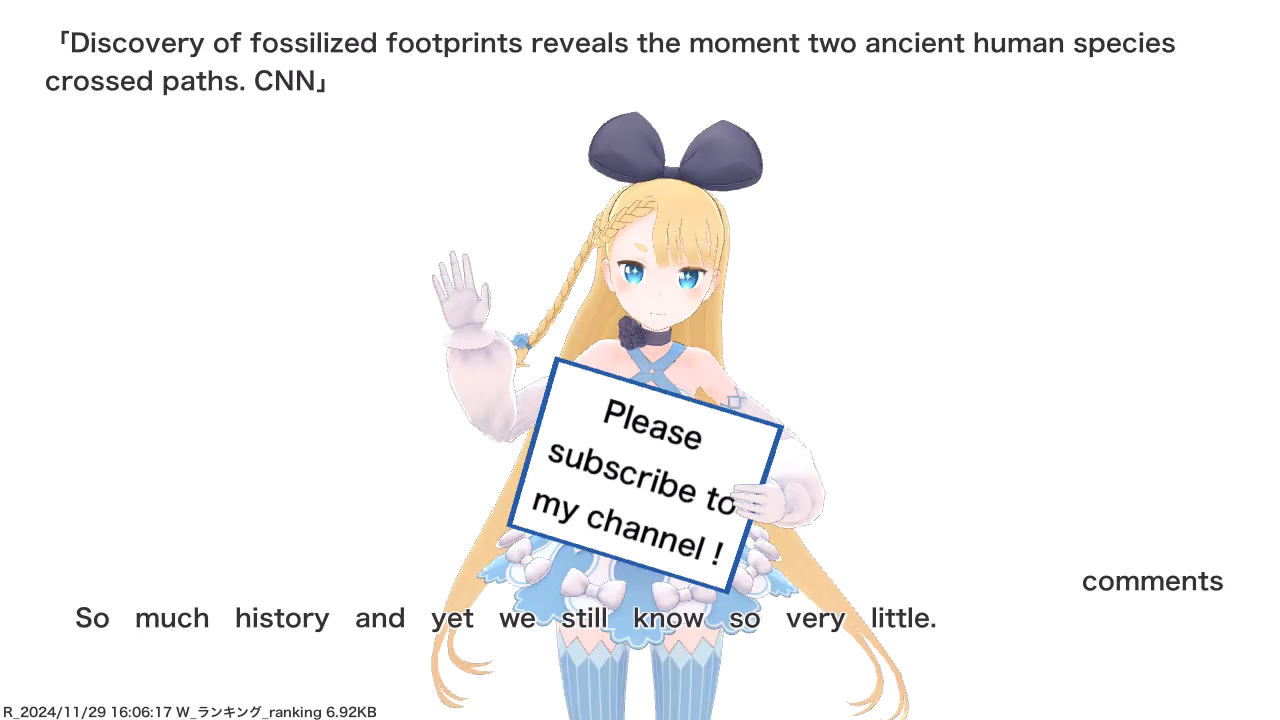 「Discovery of fossilized footprints reveals the moment two ancient human species
crossed paths. CNN」
Please
subscribe to
my channel !
comments
So much history and yet we still know so very little.
R_2024/11/29 16:06:17 W_ランキング_ranking 6.92KB